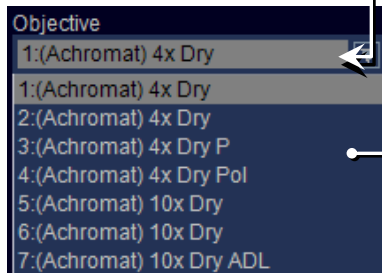 Objective
1:(Achromat) 4x Dry
1:(Achromat) 4x Dry
2:(Achromat) 4x Dry
3:(Achromat) 4x Dry P
4:(Achromat) 4x Dry Pol
5:(Achromat) 10x Dry
6:(Achromat) 10x Dry
7:(Achromat) 10x Dry ADL